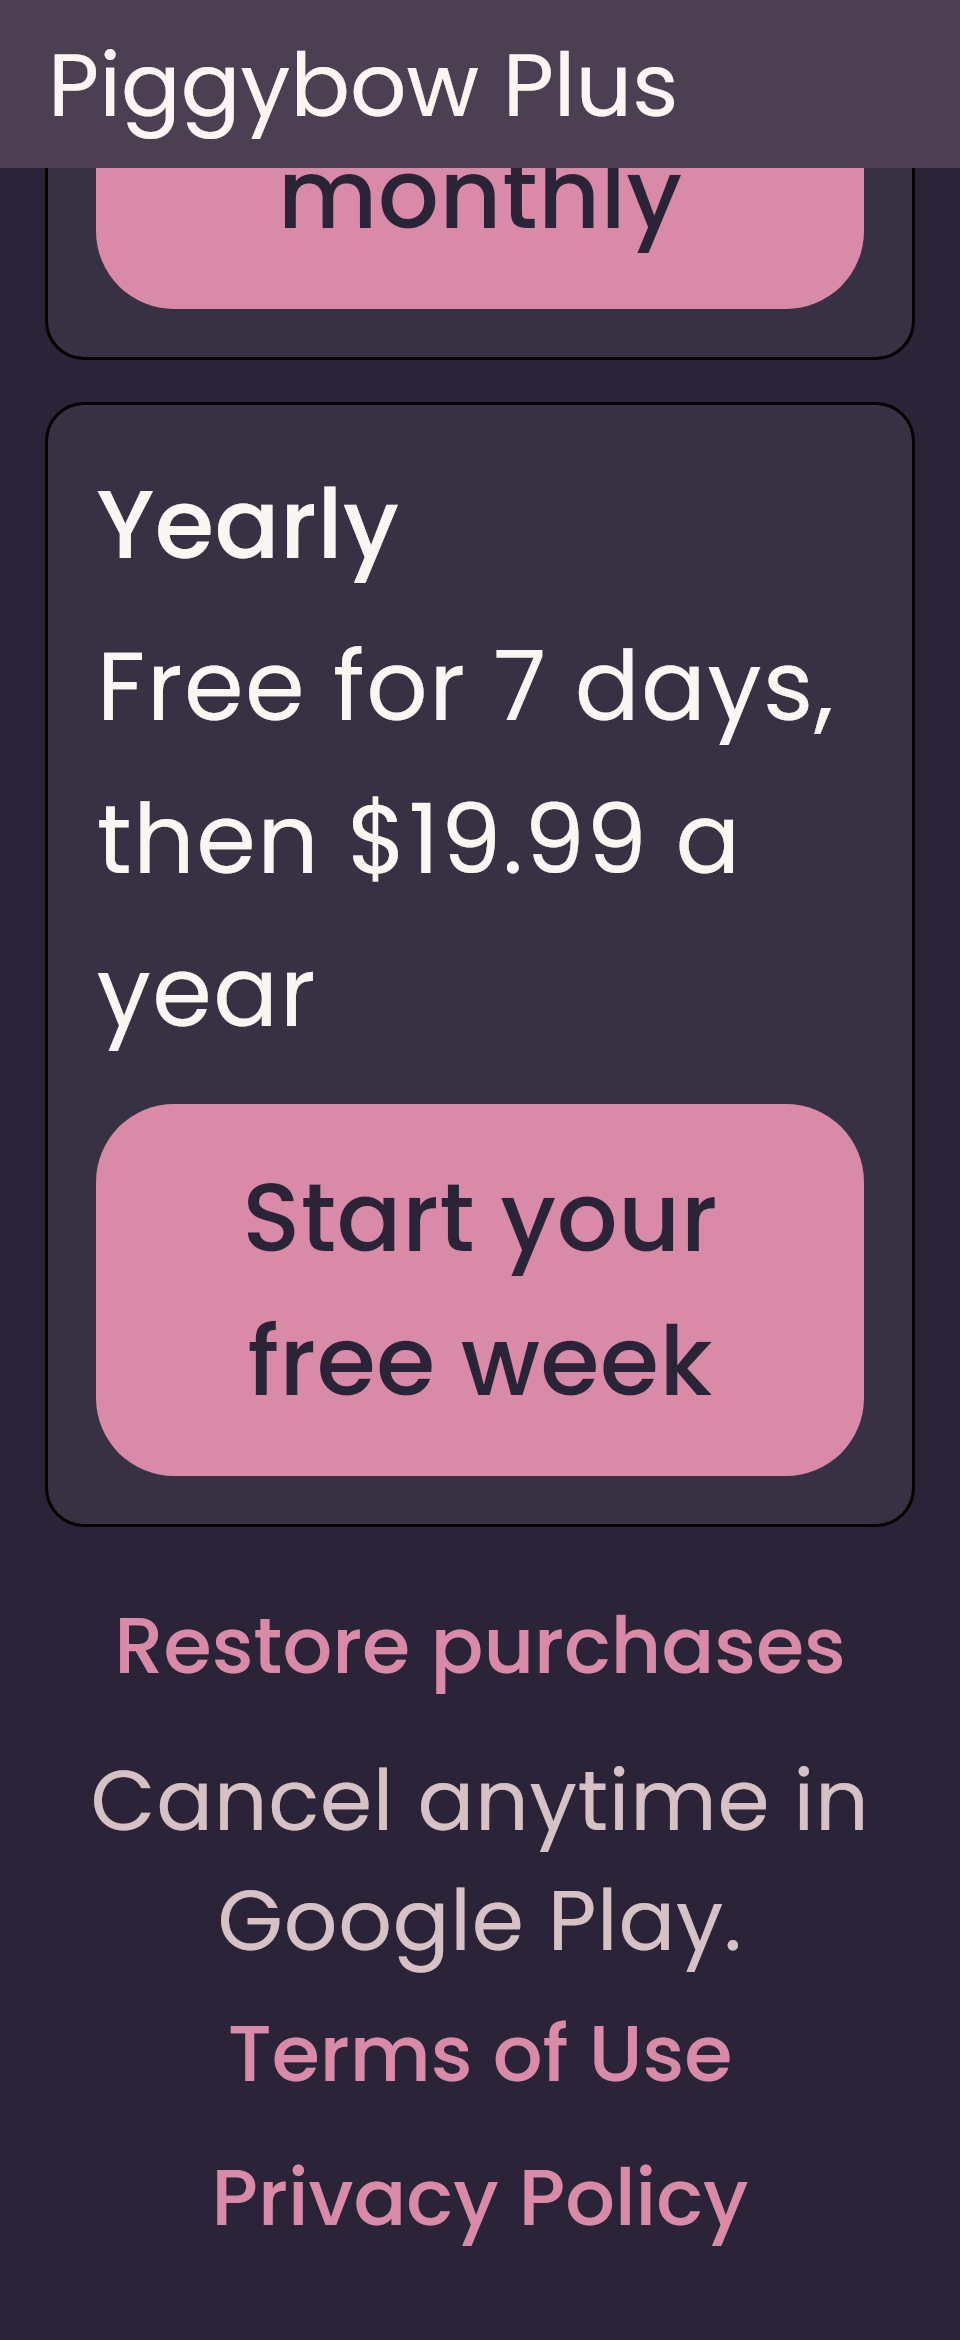 Piggybow Plus
monthly
Yearly
Free for 7 days,
then $19.99 a
year
Start your
free week
Restore purchases
Cancel anytime in
Google Play.
Terms of Use
Privacy Policy